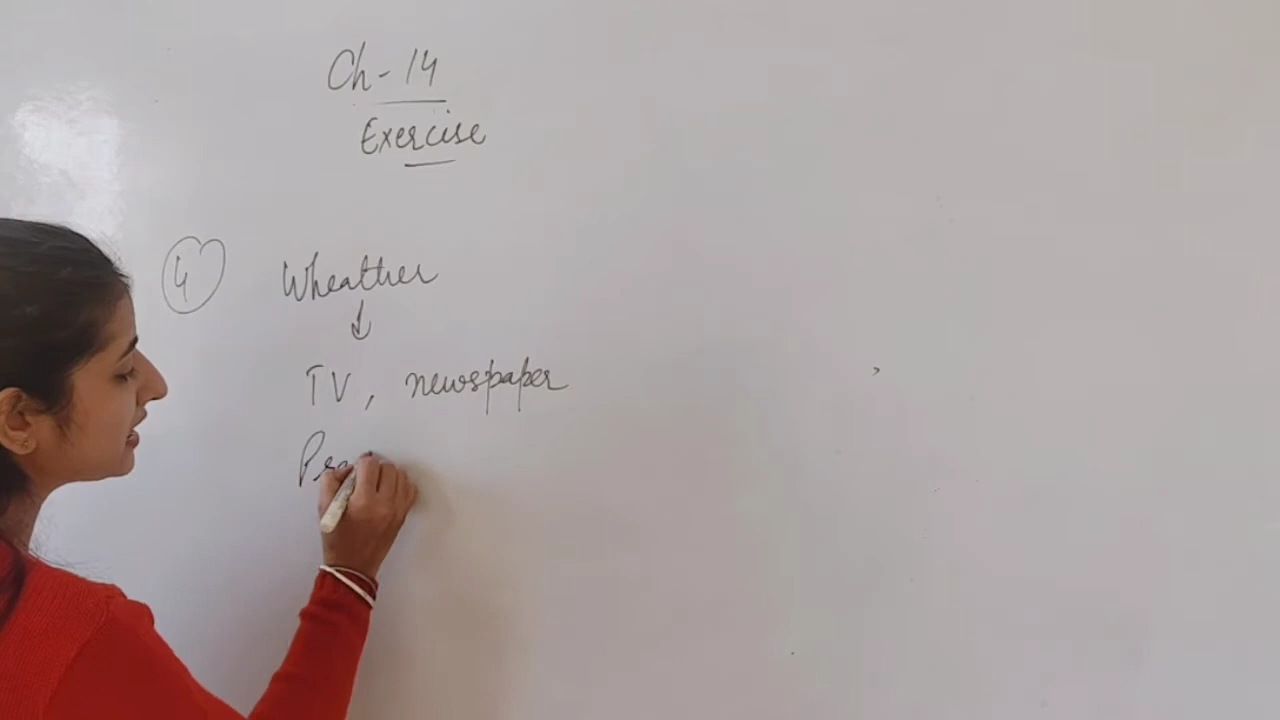 Ch-14
Exercise
4 Wheather
↓
TV, newspaper